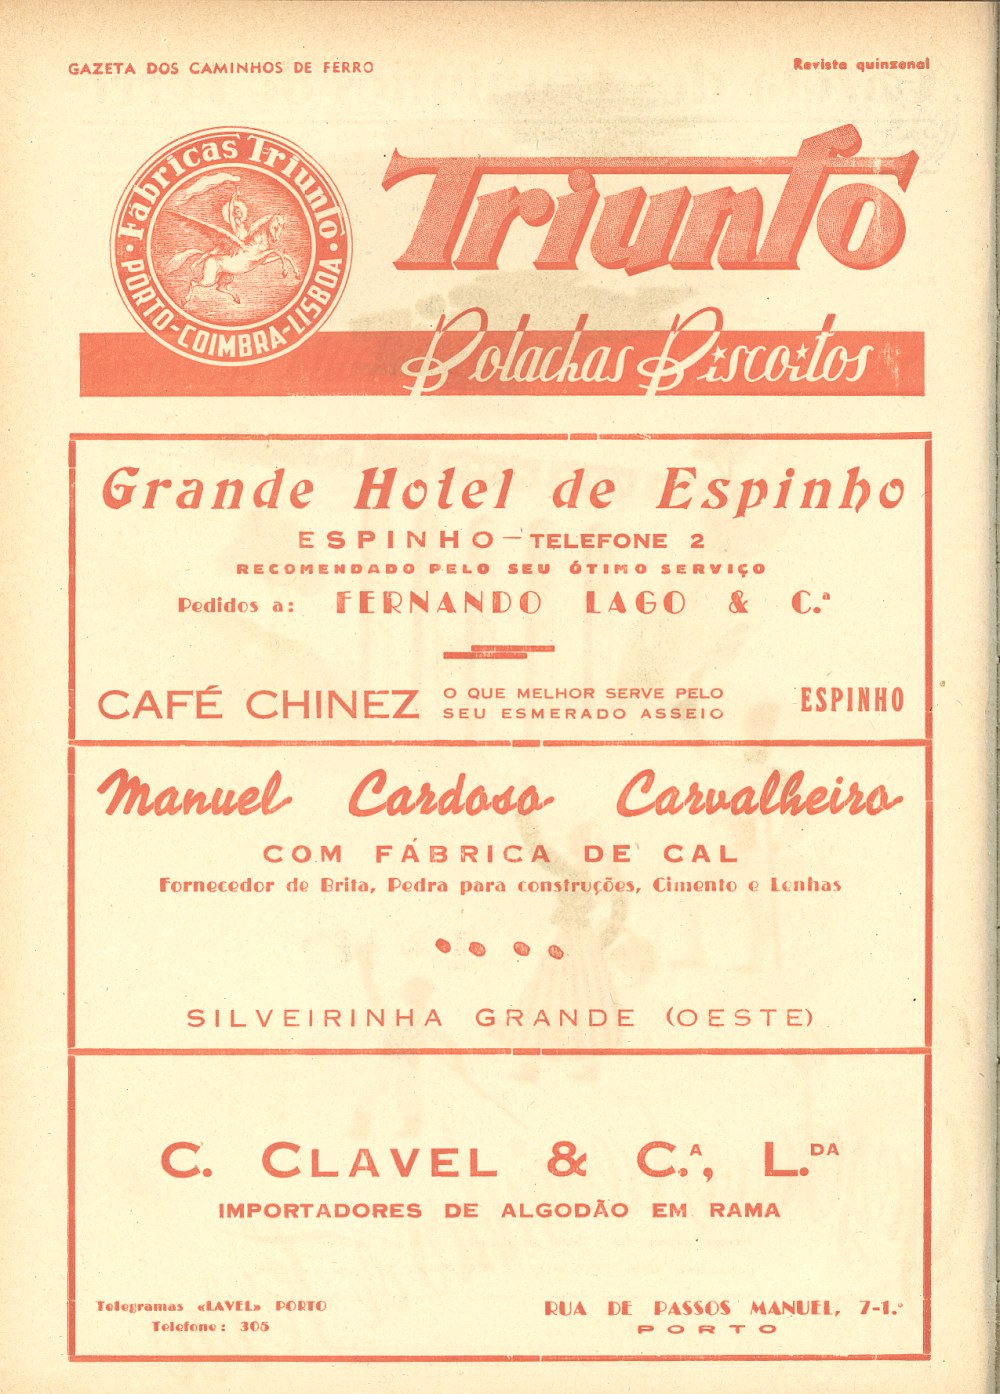 GAZETA DOS CAMINHOS DE FERRO
Revista quinzenal
Fábricas Triunfo
PORTO-COIMBRA-LISBOA
Triunfo
Bolachas Biscoitos
Grande Hotel de Espinho
ESPINHO — TELEFONE 2
RECOMENDADO PELO SEU ÓTIMO SERVIÇO
Pedidos a: FERNANDO LAGO & C.ª
CAFÉ CHINEZ
O QUE MELHOR SERVE PELO
SEU ESMERADO ASSEIO
ESPINHO
Manuel Cardoso Carvalheiro
COM FÁBRICA DE CAL
Fornecedor de Brita, Pedra para construções, Cimento e Lenhas
SILVEIRINHA GRANDE (OESTE)
C. CLAVEL & C.A, L.DA
IMPORTADORES DE ALGODÃO EM RAMA
Telegramas «LAVEL» PORTO
Telefone: 305
RUA DE PASSOS MANUEL, 7-1.º
PORTO